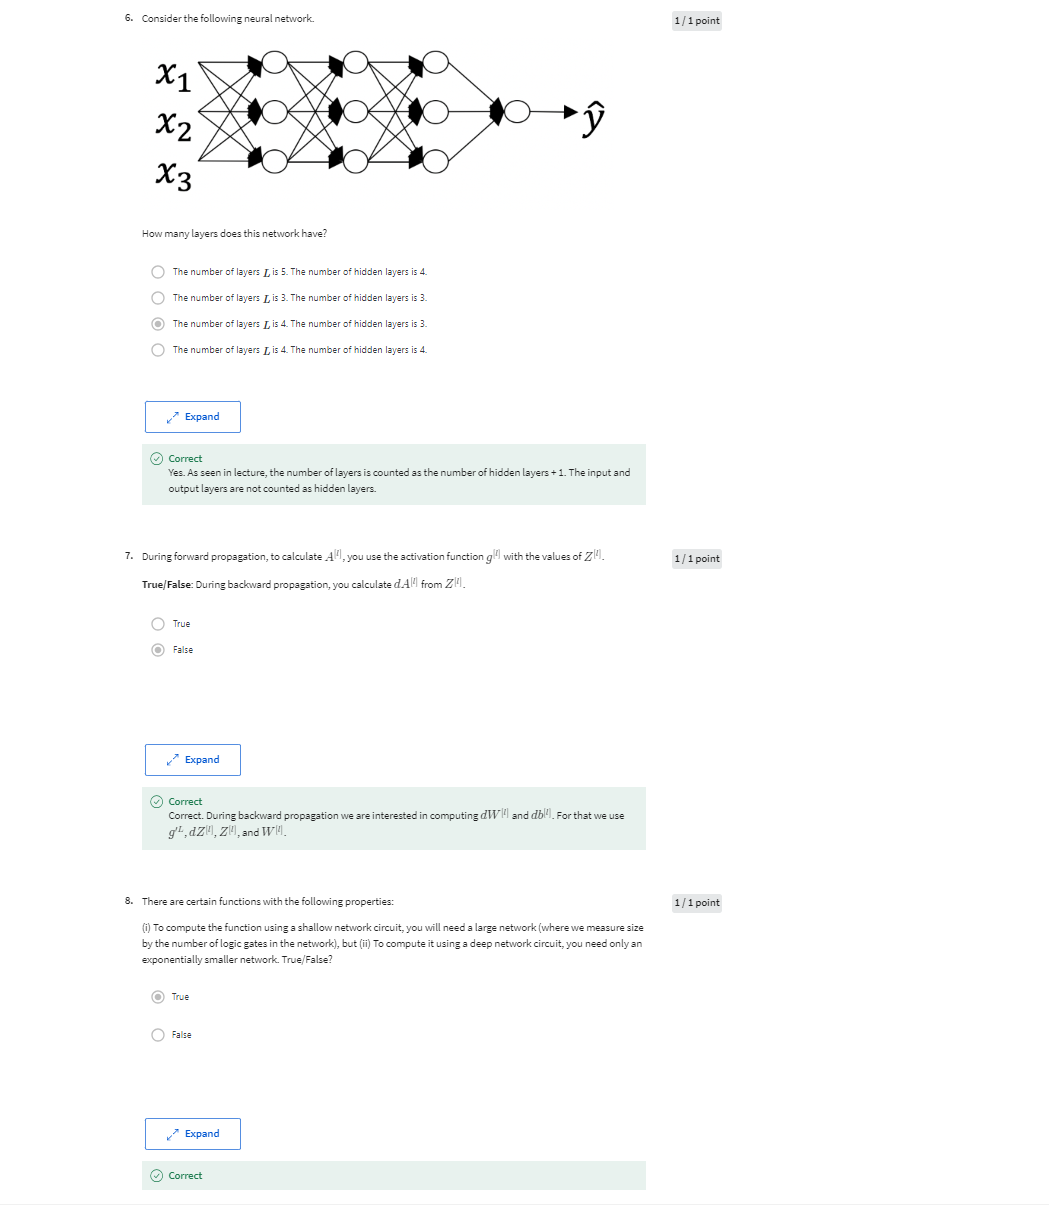 6. Consider the following neural network.
1 / 1 point
x1
x2
x3
ŷ
How many layers does this network have?
The number of layers L is 5. The number of hidden layers is 4.
The number of layers L is 3. The number of hidden layers is 3.
The number of layers L is 4. The number of hidden layers is 3.
The number of layers L is 4. The number of hidden layers is 4.
Expand
Correct
Yes. As seen in lecture, the number of layers is counted as the number of hidden layers + 1. The input and
output layers are not counted as hidden layers.
7. During forward propagation, to calculate A^[l], you use the activation function g^[l] with the values of Z^[l].
1 / 1 point
True/False: During backward propagation, you calculate dA^[l] from Z^[l].
True
False
Expand
Correct
Correct. During backward propagation we are interested in computing dW^[l] and db^[l]. For that we use
g'^L, dZ^[l], Z^[l], and W^[l].
8. There are certain functions with the following properties:
1 / 1 point
(i) To compute the function using a shallow network circuit, you will need a large network (where we measure size
by the number of logic gates in the network), but (ii) To compute it using a deep network circuit, you need only an
exponentially smaller network. True/False?
True
False
Expand
Correct